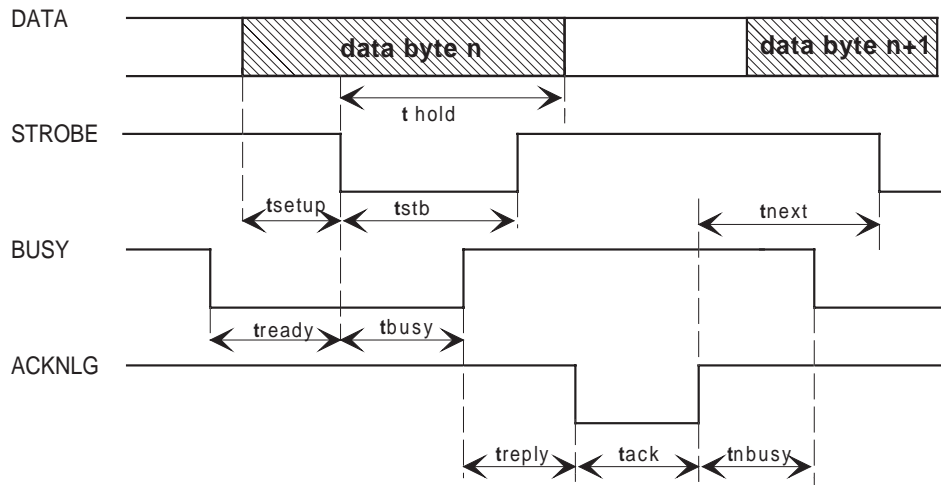 DATA
data byte n
data byte n+1
t hold
STROBE
tsetup
tstb
tnext
BUSY
tready
tbusy
ACKNLG
treply
tack
tnbusy